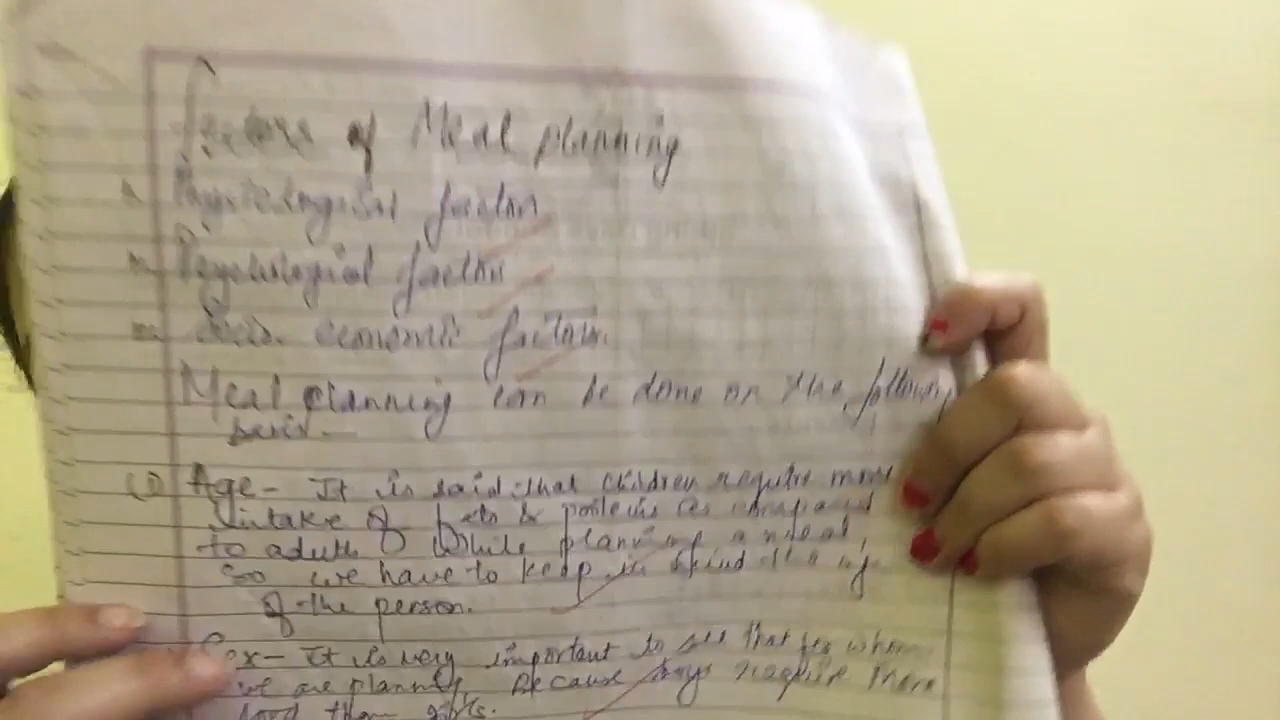 Factors of Meal planning
Physiological factors
Psychological factors
Socio economic factors.
Meal planning can be done on the following
basis.
(1) Age - It is said that children require more
intake of fats & proteins as compared
to adults. While planning a meal,
so we have to keep in mind the age
of the person.
Sex - It is very important to see that for whom
we are planning, Because boys require more
food than girls.